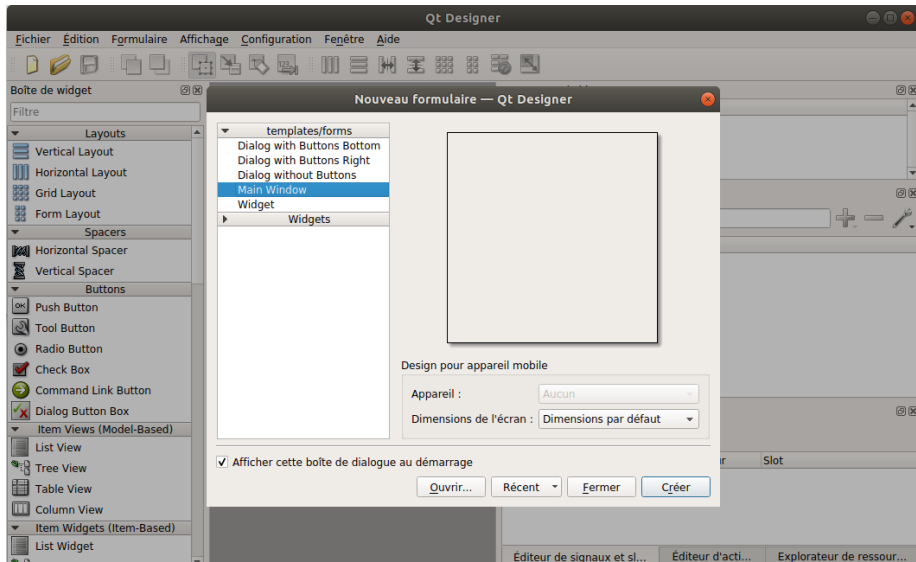 Qt Designer
Fichier Édition Formulaire Affichage Configuration Fenêtre Aide
Boîte de widget
Filtre
Layouts
Vertical Layout
Horizontal Layout
Grid Layout
Form Layout
Spacers
Horizontal Spacer
Vertical Spacer
Buttons
OK Push Button
Tool Button
Radio Button
Check Box
Command Link Button
Dialog Button Box
Item Views (Model-Based)
List View
Tree View
Table View
Column View
Item Widgets (Item-Based)
List Widget
Nouveau formulaire — Qt Designer
templates/forms
Dialog with Buttons Bottom
Dialog with Buttons Right
Dialog without Buttons
Main Window
Widget
Widgets
Design pour appareil mobile
Appareil : Aucun
Dimensions de l'écran : Dimensions par défaut
Afficher cette boîte de dialogue au démarrage
Ouvrir... Récent Fermer Créer
Slot
Éditeur de signaux et sl... Éditeur d'acti... Explorateur de ressour...